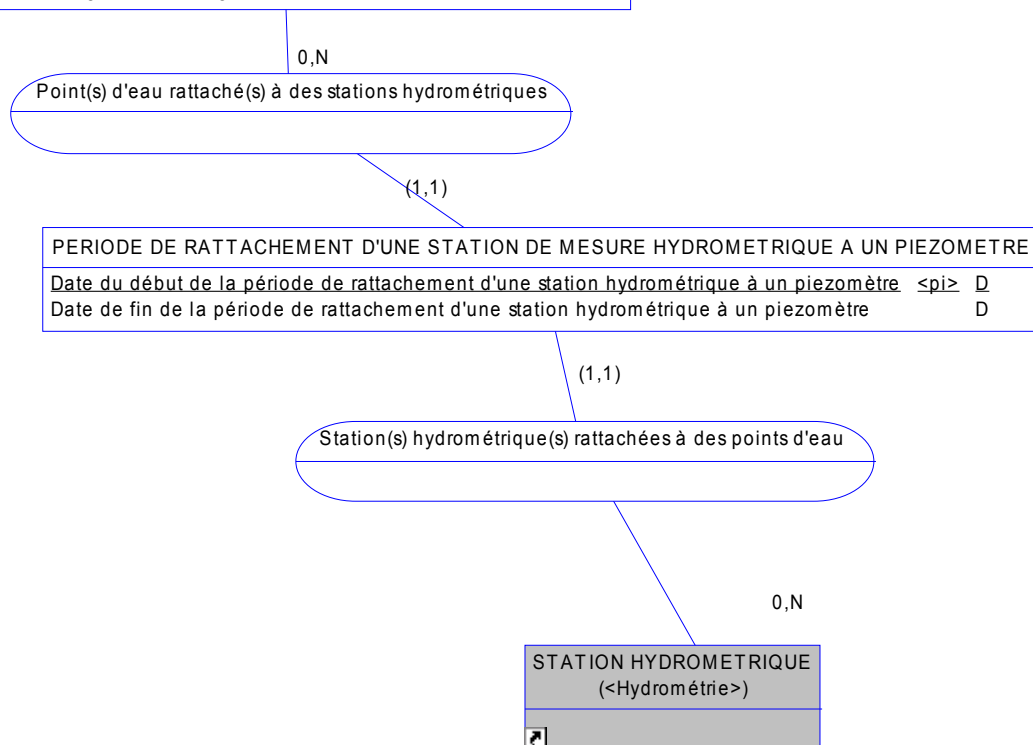 0,N
Point(s) d'eau rattaché(s) à des stations hydrométriques
(1,1)
PERIODE DE RATTACHEMENT D'UNE STATION DE MESURE HYDROMETRIQUE A UN PIEZOMETRE
Date du début de la période de rattachement d'une station hydrométrique à un piezomètre <pi> D
Date de fin de la période de rattachement d'une station hydrométrique à un piezomètre D
(1,1)
Station(s) hydrométrique(s) rattachées à des points d'eau
0,N
STATION HYDROMETRIQUE
(<Hydrométrie>)